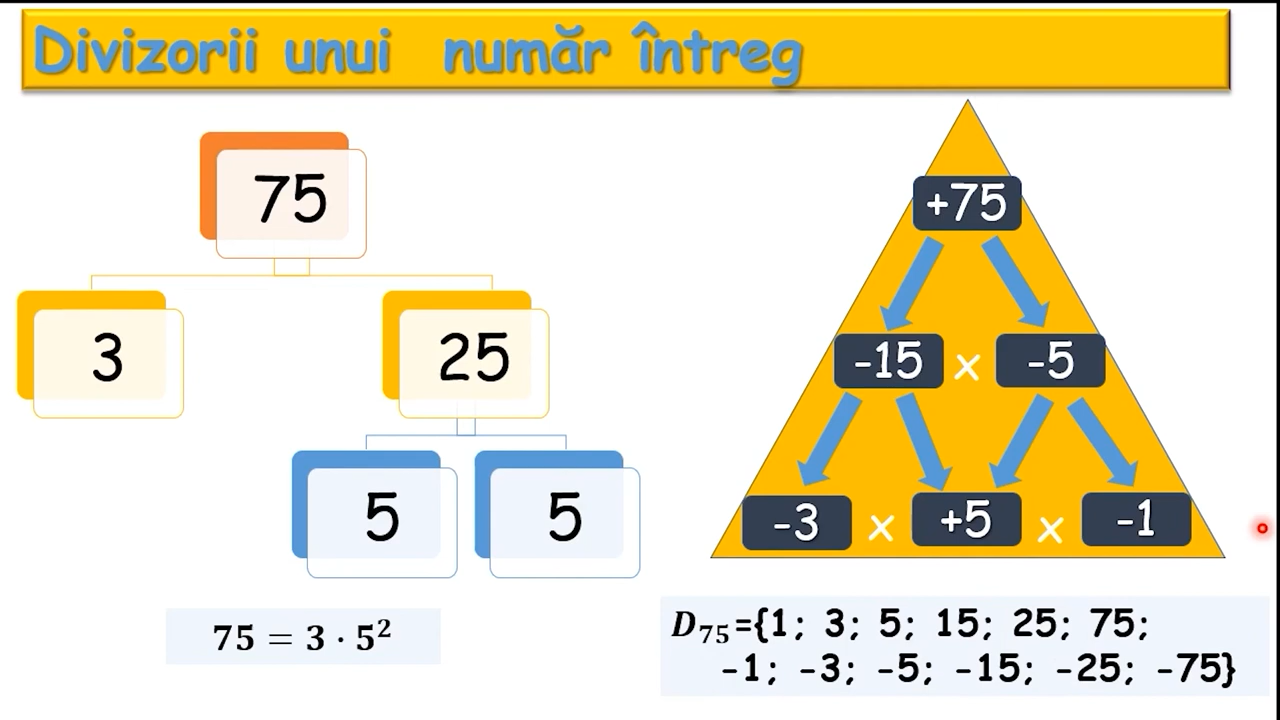 Divizorii unui număr întreg
75
3
25
5
5
75 = 3 · 5²
+75
-15 x -5
-3 x +5 x -1
D₇₅={1; 3; 5; 15; 25; 75;
-1; -3; -5; -15; -25; -75}